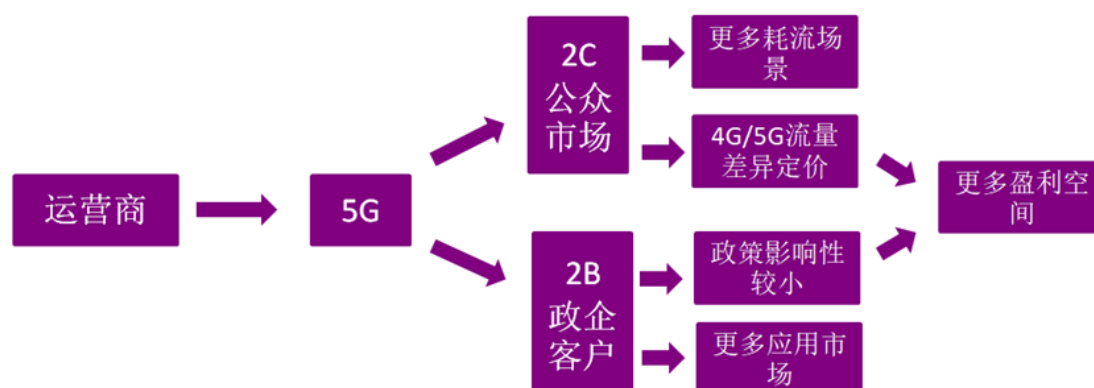 运营商
5G
2C
公众
市场
更多耗流场
景
4G/5G流量
差异定价
2B
政企
客户
政策影响性
较小
更多应用市
场
更多盈利空
间